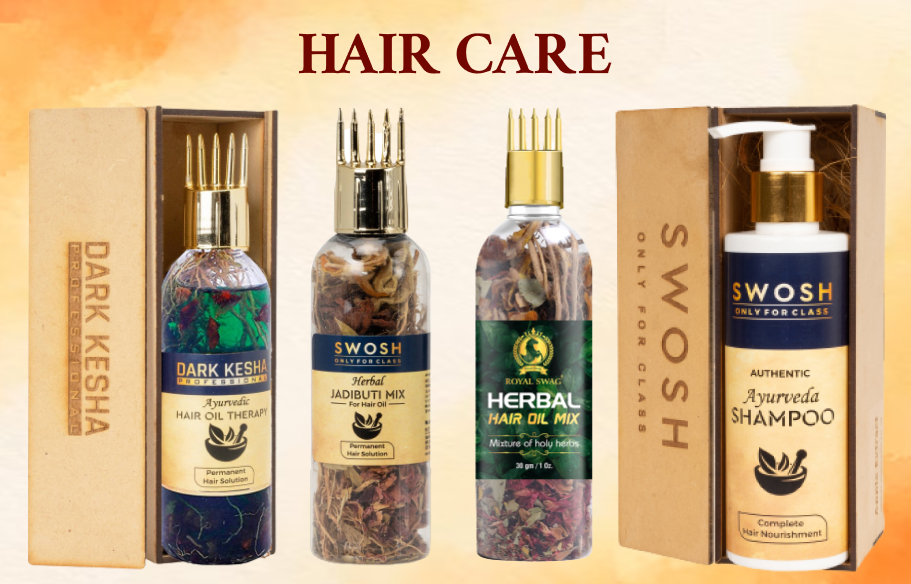 HAIR CARE
DARK KESHA
PROFESSIONAL
DARK KESHA
PROFESSIONAL
Ayurvedic
HAIR OIL THERAPY
Permanent
Hair Solution
SWOSH
ONLY FOR CLASS
Herbal
JADIBUTI MIX
For Hair Oil
Permanent
Hair Solution
ROYAL SWAG
HERBAL
HAIR OIL MIX
Mixture of holy herbs
30 gm / 1 Oz.
SWOSH
ONLY FOR CLASS
SWOSH
ONLY FOR CLASS
AUTHENTIC
Ayurveda
SHAMPOO
Complete
Hair Nourishment